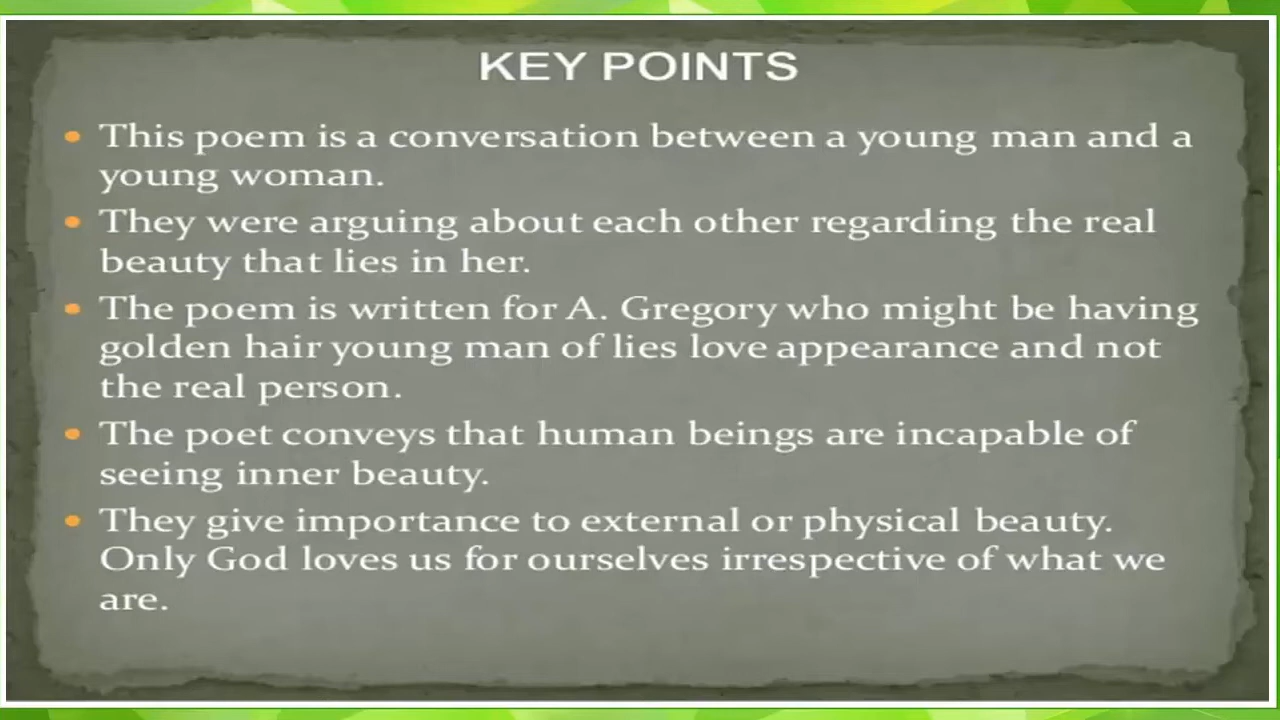 KEY POINTS
• This poem is a conversation between a young man and a
young woman.
• They were arguing about each other regarding the real
beauty that lies in her.
• The poem is written for A. Gregory who might be having
golden hair young man of lies love appearance and not
the real person.
• The poet conveys that human beings are incapable of
seeing inner beauty.
• They give importance to external or physical beauty.
Only God loves us for ourselves irrespective of what we
are.